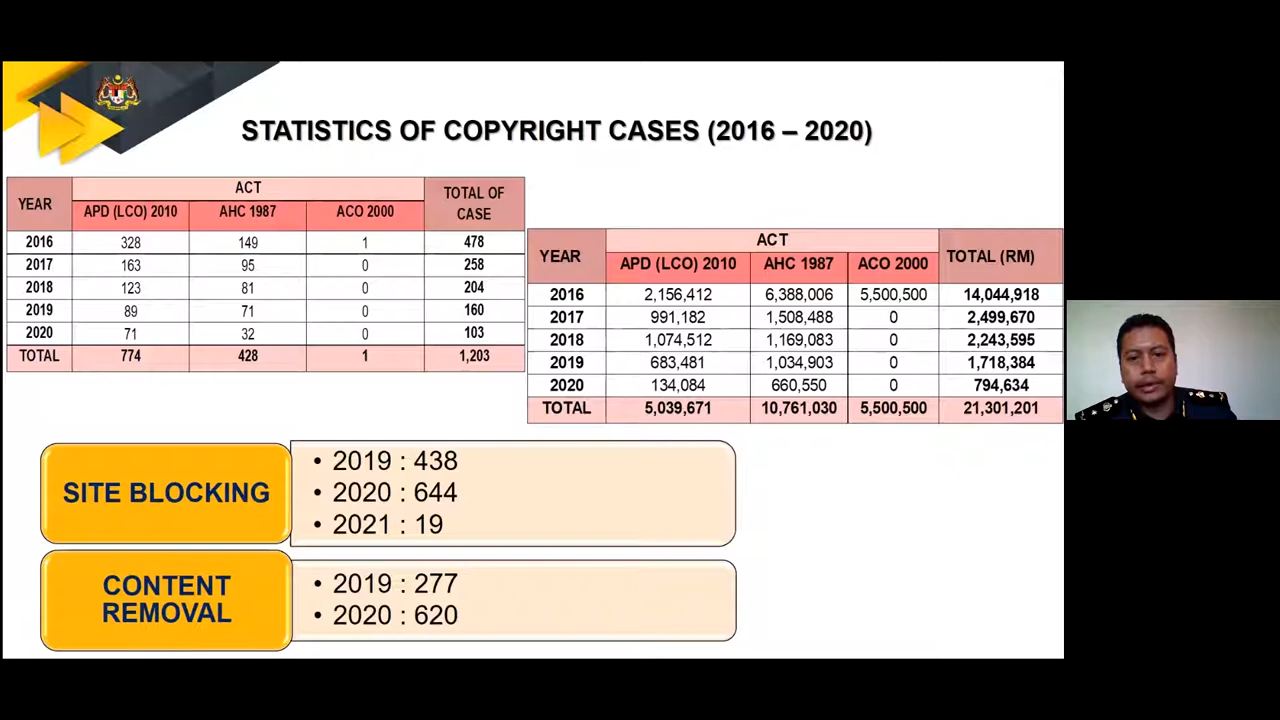 STATISTICS OF COPYRIGHT CASES (2016 – 2020)
YEAR ACT TOTAL OF CASE
APD (LCO) 2010 AHC 1987 ACO 2000
2016 328 149 1 478
2017 163 95 0 258
2018 123 81 0 204
2019 89 71 0 160
2020 71 32 0 103
TOTAL 774 428 1 1,203
YEAR ACT TOTAL (RM)
APD (LCO) 2010 AHC 1987 ACO 2000
2016 2,156,412 6,388,006 5,500,500 14,044,918
2017 991,182 1,508,488 0 2,499,670
2018 1,074,512 1,169,083 0 2,243,595
2019 683,481 1,034,903 0 1,718,384
2020 134,084 660,550 0 794,634
TOTAL 5,039,671 10,761,030 5,500,500 21,301,201
SITE BLOCKING
• 2019 : 438
• 2020 : 644
• 2021 : 19
CONTENT
REMOVAL
• 2019 : 277
• 2020 : 620